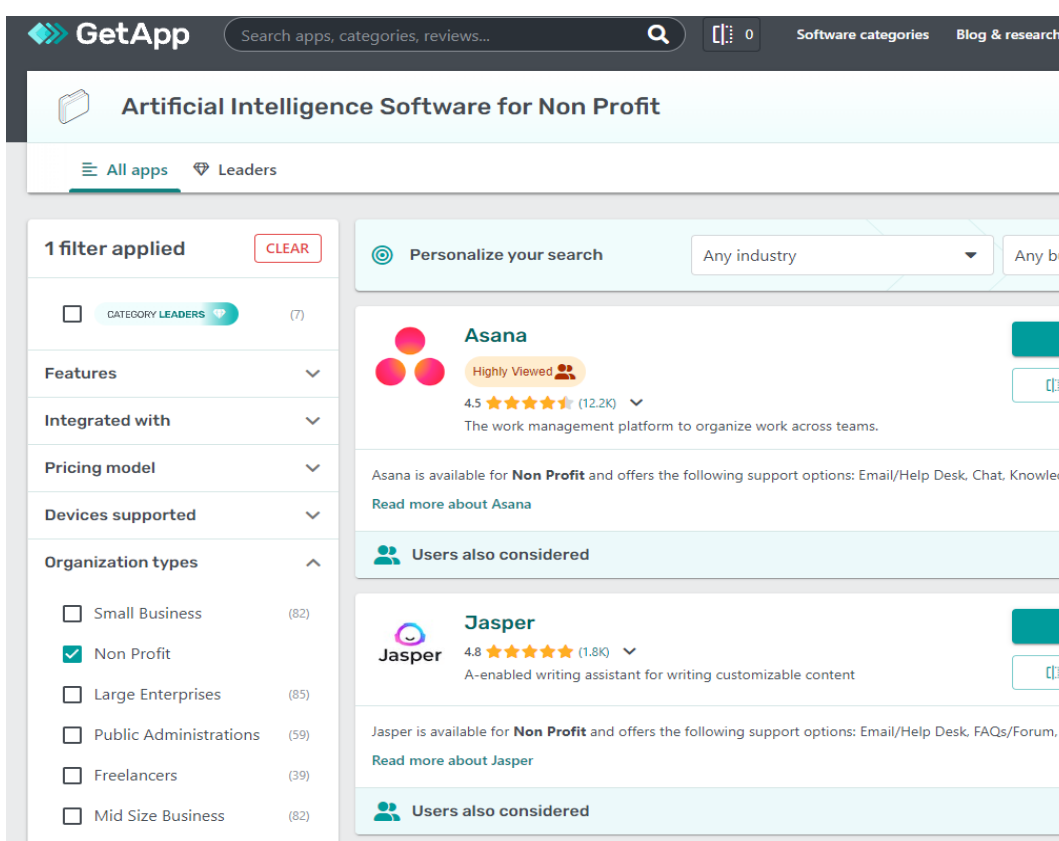 GetApp
Search apps, categories, reviews...
0
Software categories
Blog & research
Artificial Intelligence Software for Non Profit
All apps
Leaders
1 filter applied
CLEAR
CATEGORY LEADERS
(7)
Features
Integrated with
Pricing model
Devices supported
Organization types
Small Business
(82)
Non Profit
Large Enterprises
(85)
Public Administrations
(59)
Freelancers
(39)
Mid Size Business
(82)
Personalize your search
Any industry
Any
Asana
Highly Viewed
4.5 (12.2K)
The work management platform to organize work across teams.
Asana is available for Non Profit and offers the following support options: Email/Help Desk, Chat,
Read more about Asana
Users also considered
Jasper
Jasper
4.8 (1.8K)
A-enabled writing assistant for writing customizable content
Jasper is available for Non Profit and offers the following support options: Email/Help Desk, FAQs/Forum,
Read more about Jasper
Users also considered